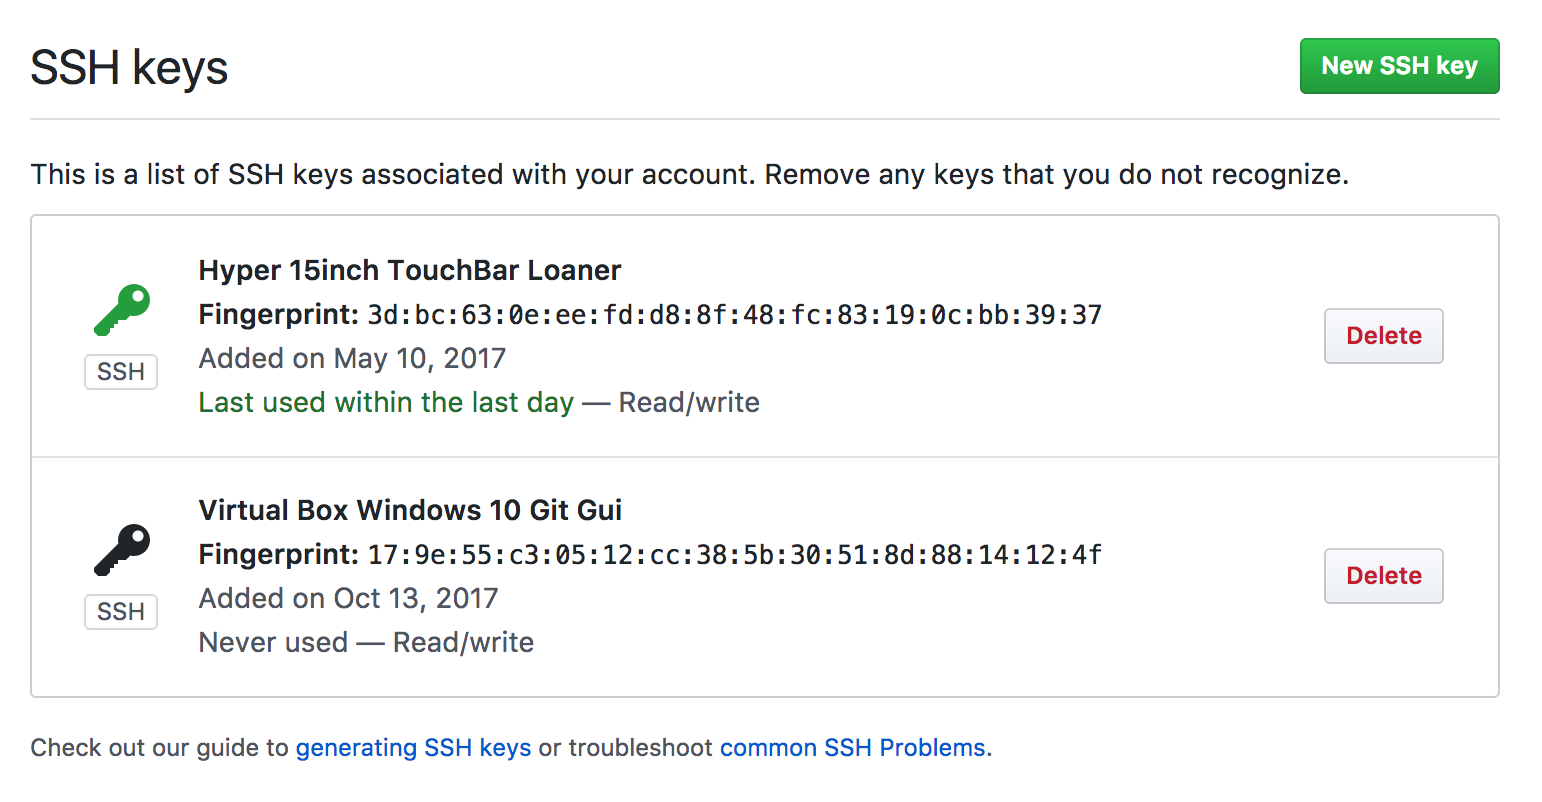 SSH keys
New SSH key
This is a list of SSH keys associated with your account. Remove any keys that you do not recognize.
Hyper 15inch TouchBar Loaner
Fingerprint: 3d:bc:63:0e:ee:fd:d8:8f:48:fc:83:19:0c:bb:39:37
Added on May 10, 2017
Last used within the last day — Read/write
SSH
Delete
Virtual Box Windows 10 Git Gui
Fingerprint: 17:9e:55:c3:05:12:cc:38:5b:30:51:8d:88:14:12:4f
Added on Oct 13, 2017
Never used — Read/write
SSH
Delete
Check out our guide to generating SSH keys or troubleshoot common SSH Problems.